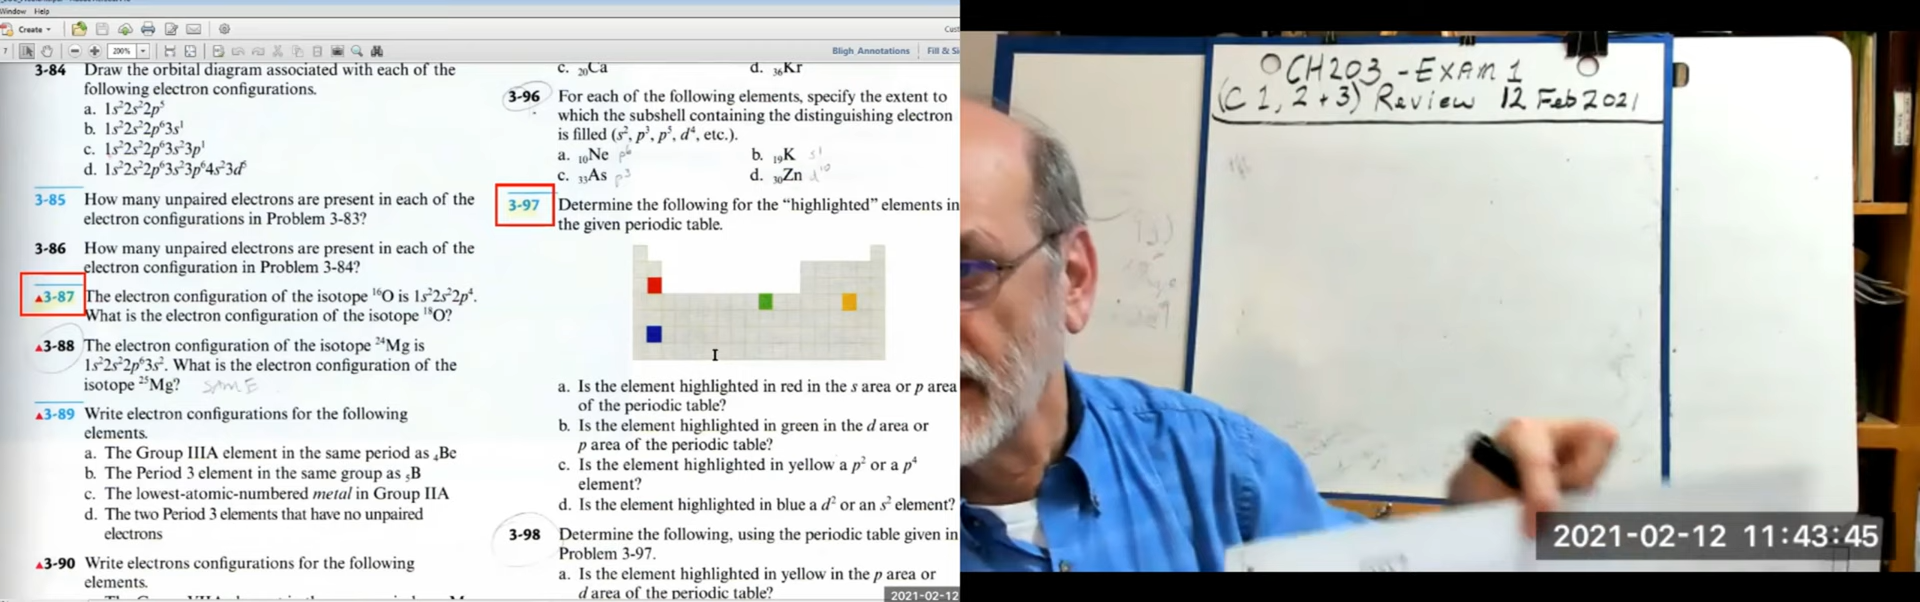 Window Help
Create
7
200%
Bligh_Annotations
3-84 Draw the orbital diagram associated with each of the
following electron configurations.
a. 1s²2s²2p⁵
b. 1s²2s²2p⁶3s¹
c. 1s²2s²2p⁶3s²3p¹
d. 1s²2s²2p⁶3s²3p⁶4s²3d⁶
3-85 How many unpaired electrons are present in each of the
electron configurations in Problem 3-83?
3-86 How many unpaired electrons are present in each of the
electron configuration in Problem 3-84?
▲3-87 The electron configuration of the isotope ¹⁶O is 1s²2s²2p⁴.
What is the electron configuration of the isotope ¹⁸O?
▲3-88 The electron configuration of the isotope ²⁴Mg is
1s²2s²2p⁶3s². What is the electron configuration of the
isotope ²⁵Mg? SAME
▲3-89 Write electron configurations for the following
elements.
a. The Group IIIA element in the same period as ₄Be
b. The Period 3 element in the same group as ₅B
c. The lowest-atomic-numbered metal in Group IIA
d. The two Period 3 elements that have no unpaired
electrons
▲3-90 Write electrons configurations for the following
elements.
c. ₂₀Ca d. ₃₆Kr
3-96 For each of the following elements, specify the extent to
which the subshell containing the distinguishing electron
is filled (s², p³, p⁵, d⁴, etc.).
a. ₁₀Ne p⁶ b. ₁₉K s¹
c. ₃₃As p³ d. ₃₀Zn d¹⁰
3-97 Determine the following for the “highlighted” elements in
the given periodic table.
a. Is the element highlighted in red in the s area or p area
of the periodic table?
b. Is the element highlighted in green in the d area or
p area of the periodic table?
c. Is the element highlighted in yellow a p² or a p⁴
element?
d. Is the element highlighted in blue a d² or an s² element?
3-98 Determine the following, using the periodic table given in
Problem 3-97.
a. Is the element highlighted in yellow in the p area or
d area of the periodic table?
2021-02-12
CH203 - EXAM 1
(C 1, 2 + 3) Review 12 Feb 2021
2021-02-12 11:43:45